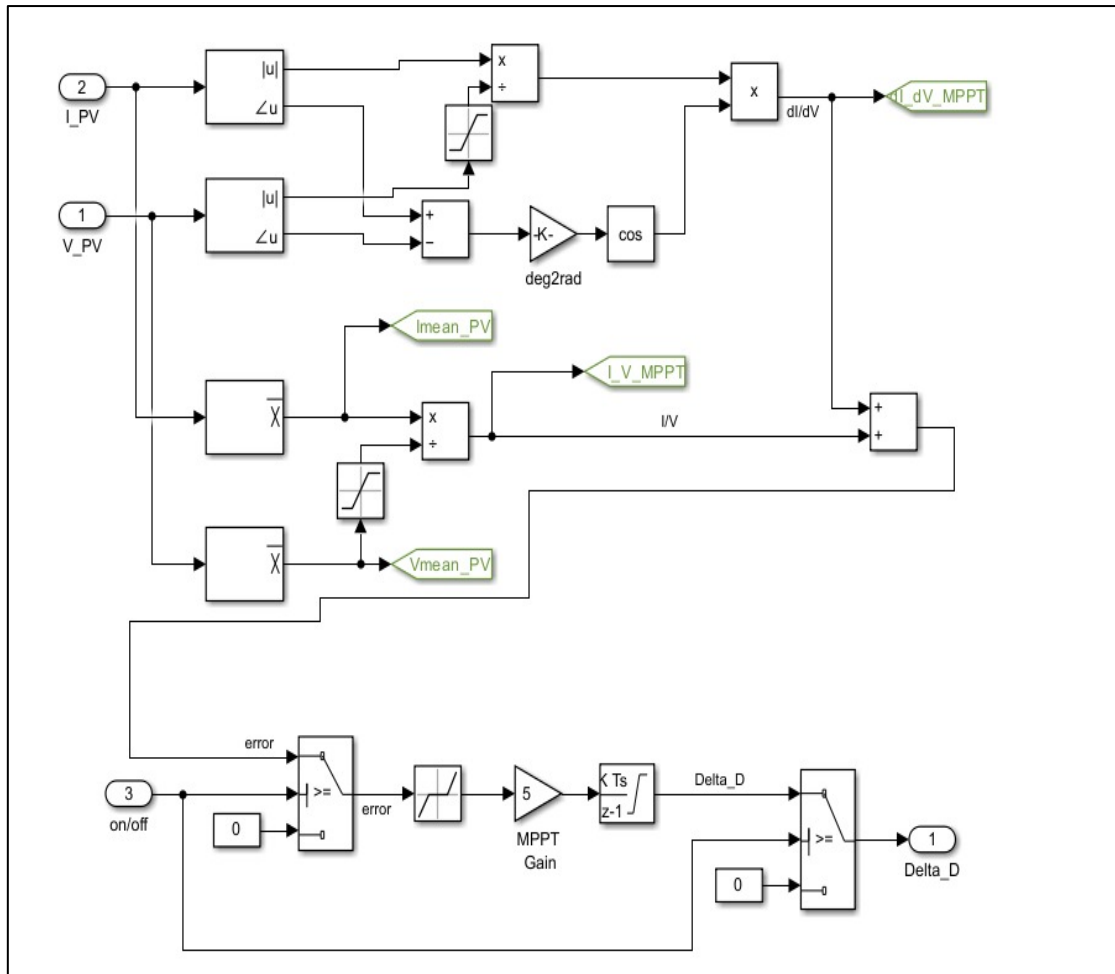 2
I_PV
|u|
∠u
x
÷
x
dI/dV
dI_dV_MPPT
1
V_PV
|u|
∠u
+
−
-K-
deg2rad
cos
Imean_PV
I_V_MPPT
X
x
÷
I/V
+
+
X
Vmean_PV
error
3
on/off
>=
0
error
5
MPPT
Gain
K Ts
z-1
Delta_D
>=
0
1
Delta_D